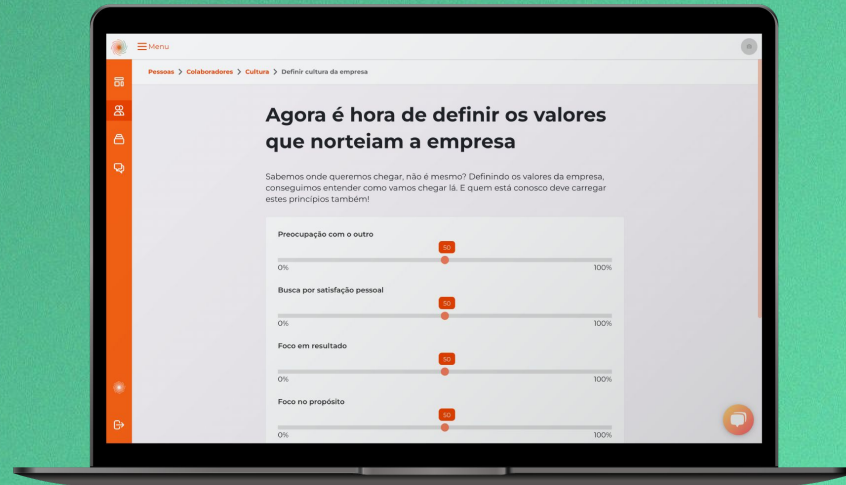 Menu
Pessoas > Colaboradores > Cultura > Definir cultura da empresa
Agora é hora de definir os valores
que norteiam a empresa
Sabemos onde queremos chegar, não é mesmo? Definindo os valores da empresa,
conseguimos entender como vamos chegar lá. E quem está conosco deve carregar
estes princípios também!
Preocupação com o outro
50
0% 100%
Busca por satisfação pessoal
50
0% 100%
Foco em resultado
50
0% 100%
Foco no propósito
50
0% 100%